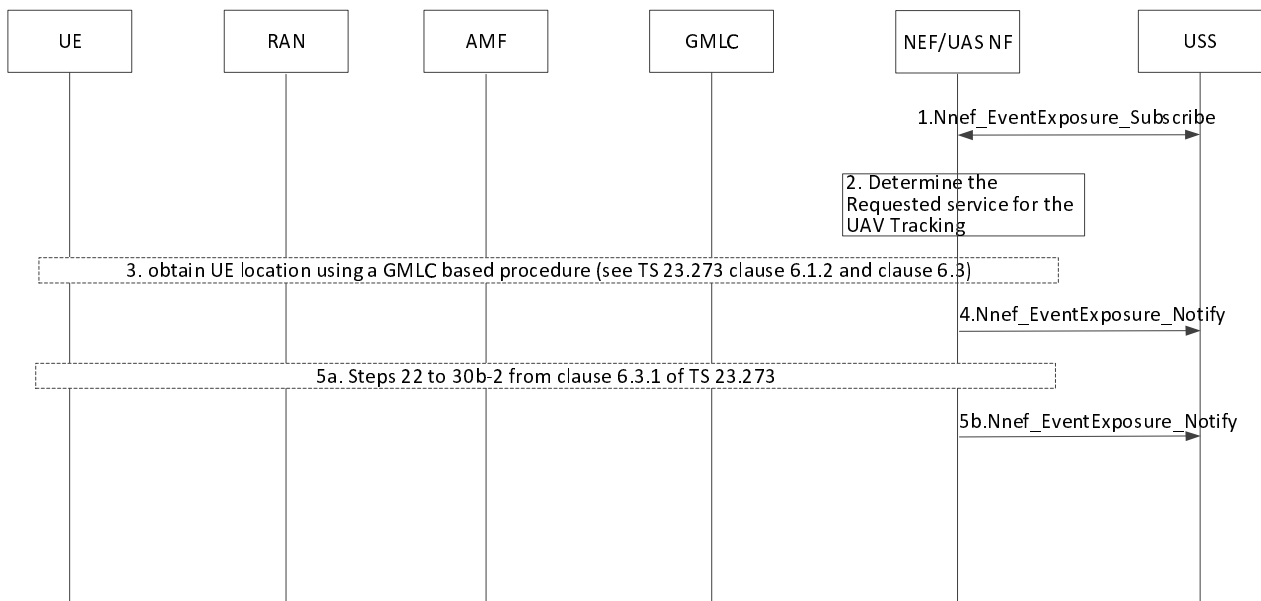 UE
RAN
AMF
GMLC
NEF/UAS NF
USS
1.Nnef_EventExposure_Subscribe
2. Determine the
Requested service for the
UAV Tracking
3. obtain UE location using a GMLC based procedure (see TS 23.273 clause 6.1.2 and clause 6.3)
4.Nnef_EventExposure_Notify
5a. Steps 22 to 30b-2 from clause 6.3.1 of TS 23.273
5b.Nnef_EventExposure_Notify